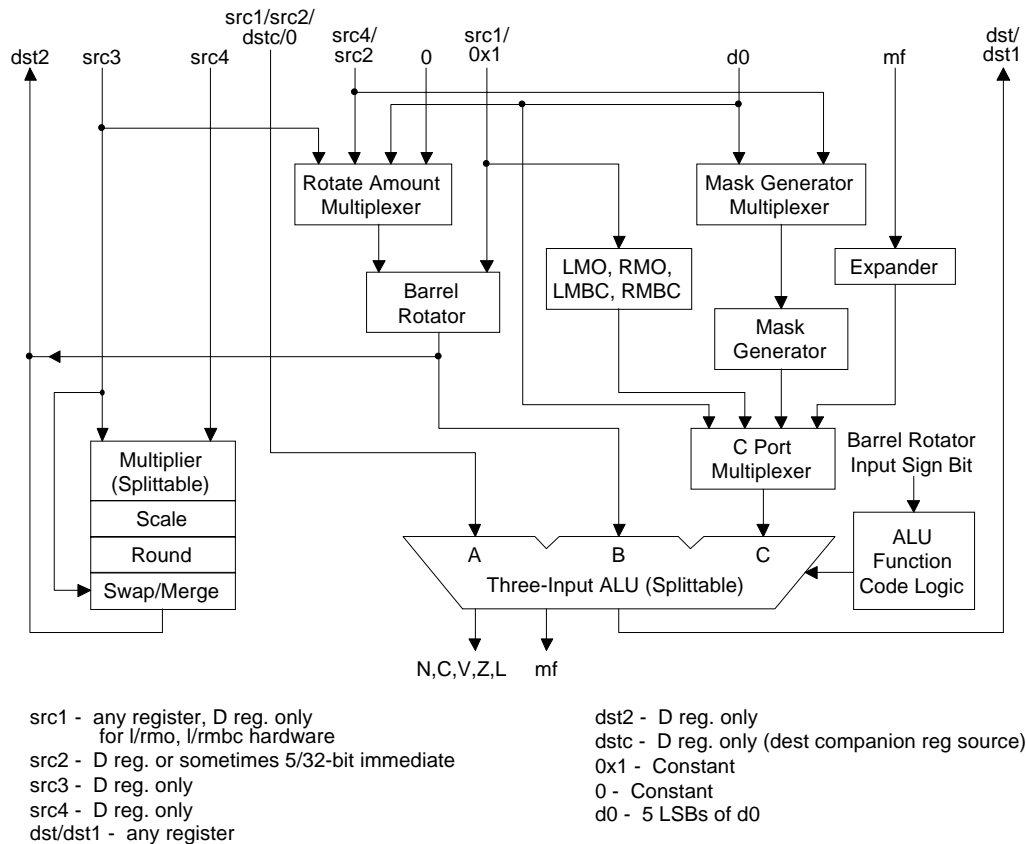 src1/src2/
dstc/0
dst2
src3
src4
src4/
src2
0
src1/
0x1
d0
mf
dst/
dst1
Rotate Amount
Multiplexer
Mask Generator
Multiplexer
Barrel
Rotator
LMO, RMO,
LMBC, RMBC
Expander
Mask
Generator
Multiplier
(Splittable)
Scale
Round
Swap/Merge
C Port
Multiplexer
Barrel Rotator
Input Sign Bit
A
B
C
Three-Input ALU (Splittable)
ALU
Function
Code Logic
N,C,V,Z,L
mf
src1 - any register, D reg. only
for l/rmo, l/rmbc hardware
src2 - D reg. or sometimes 5/32-bit immediate
src3 - D reg. only
src4 - D reg. only
dst/dst1 - any register
dst2 - D reg. only
dstc - D reg. only (dest companion reg source)
0x1 - Constant
0 - Constant
d0 - 5 LSBs of d0